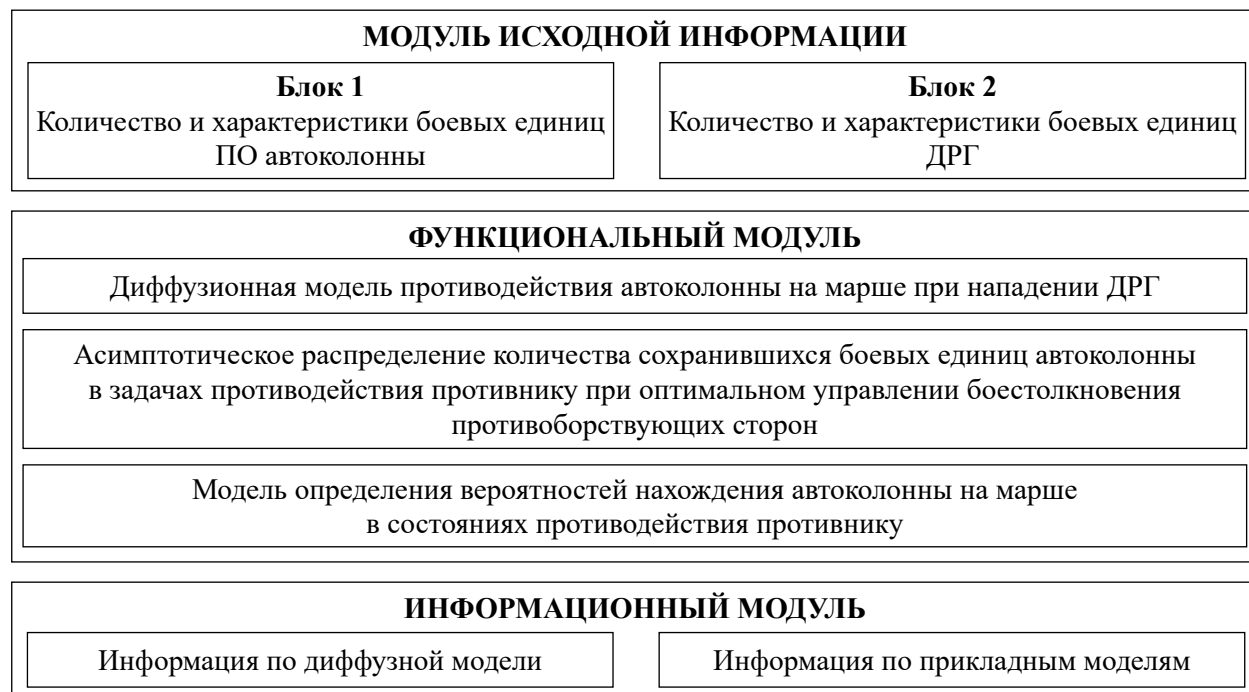 МОДУЛЬ ИСХОДНОЙ ИНФОРМАЦИИ
Блок 1
Количество и характеристики боевых единиц
ПО автоколонны
Блок 2
Количество и характеристики боевых единиц
ДРГ
ФУНКЦИОНАЛЬНЫЙ МОДУЛЬ
Диффузионная модель противодействия автоколонны на марше при нападении ДРГ
Асимптотическое распределение количества сохранившихся боевых единиц автоколонны
в задачах противодействия противнику при оптимальном управлении боестолкновения
противоборствующих сторон
Модель определения вероятностей нахождения автоколонны на марше
в состояниях противодействия противнику
ИНФОРМАЦИОННЫЙ МОДУЛЬ
Информация по диффузной модели
Информация по прикладным моделям